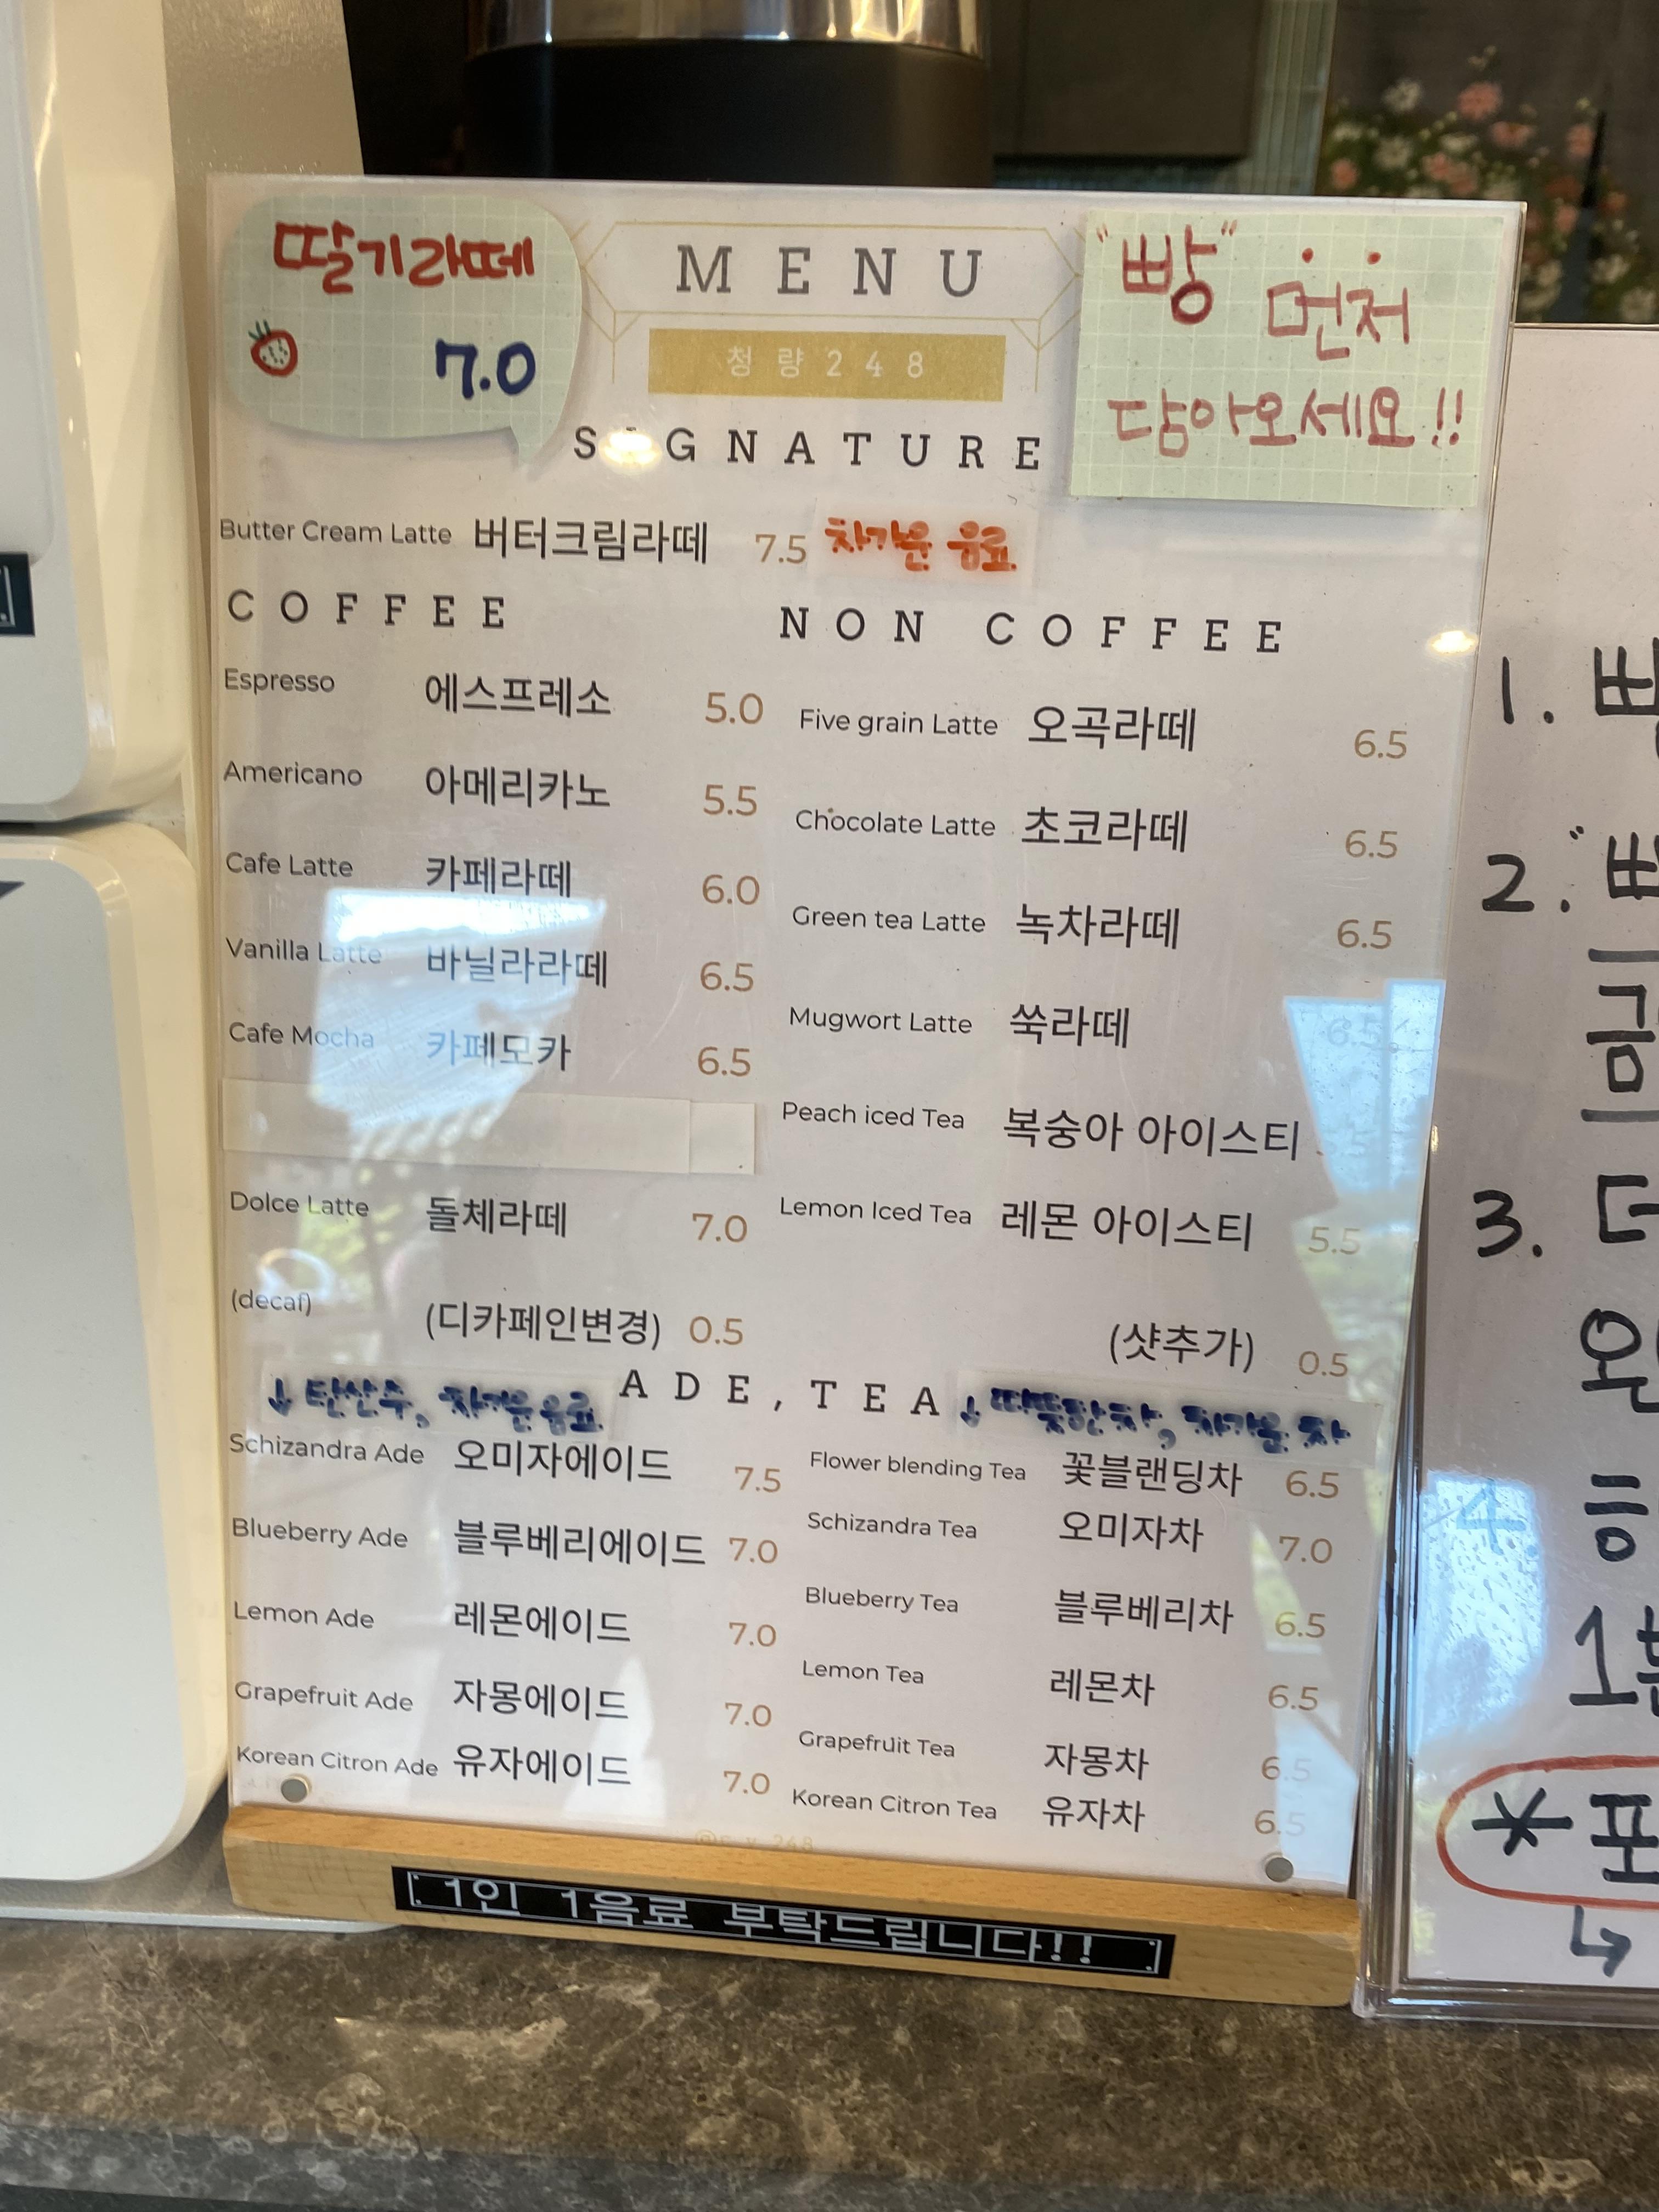 딸기라떼
7.0
MENU
청량248
"빵" 먼저
담아오세요!!
SIGNATURE
Butter Cream Latte 버터크림라떼 7.5 차가운 음료
COFFEE
Espresso 에스프레소 5.0
Americano 아메리카노 5.5
Cafe Latte 카페라떼 6.0
Vanilla Latte 바닐라라떼 6.5
Cafe Mocha 카페모카 6.5
Dolce Latte 돌체라떼 7.0
(decaf) (디카페인변경) 0.5
NON COFFEE
Five grain Latte 오곡라떼 6.5
Chocolate Latte 초코라떼 6.5
Green tea Latte 녹차라떼 6.5
Mugwort Latte 쑥라떼 6.5
Peach iced Tea 복숭아 아이스티
Lemon Iced Tea 레몬 아이스티 5.5
(샷추가) 0.5
ADE, TEA
↓ 탄산수, 차가운음료
Schizandra Ade 오미자에이드 7.5
Blueberry Ade 블루베리에이드 7.0
Lemon Ade 레몬에이드 7.0
Grapefruit Ade 자몽에이드 7.0
Korean Citron Ade 유자에이드 7.0
↓ 따뜻한차, 차가운 차
Flower blending Tea 꽃블랜딩차 6.5
Schizandra Tea 오미자차 7.0
Blueberry Tea 블루베리차 6.5
Lemon Tea 레몬차 6.5
Grapefruit Tea 자몽차 6.5
Korean Citron Tea 유자차 6.5
1인 1음료 부탁드립니다!!
1.
2.
3.
4.